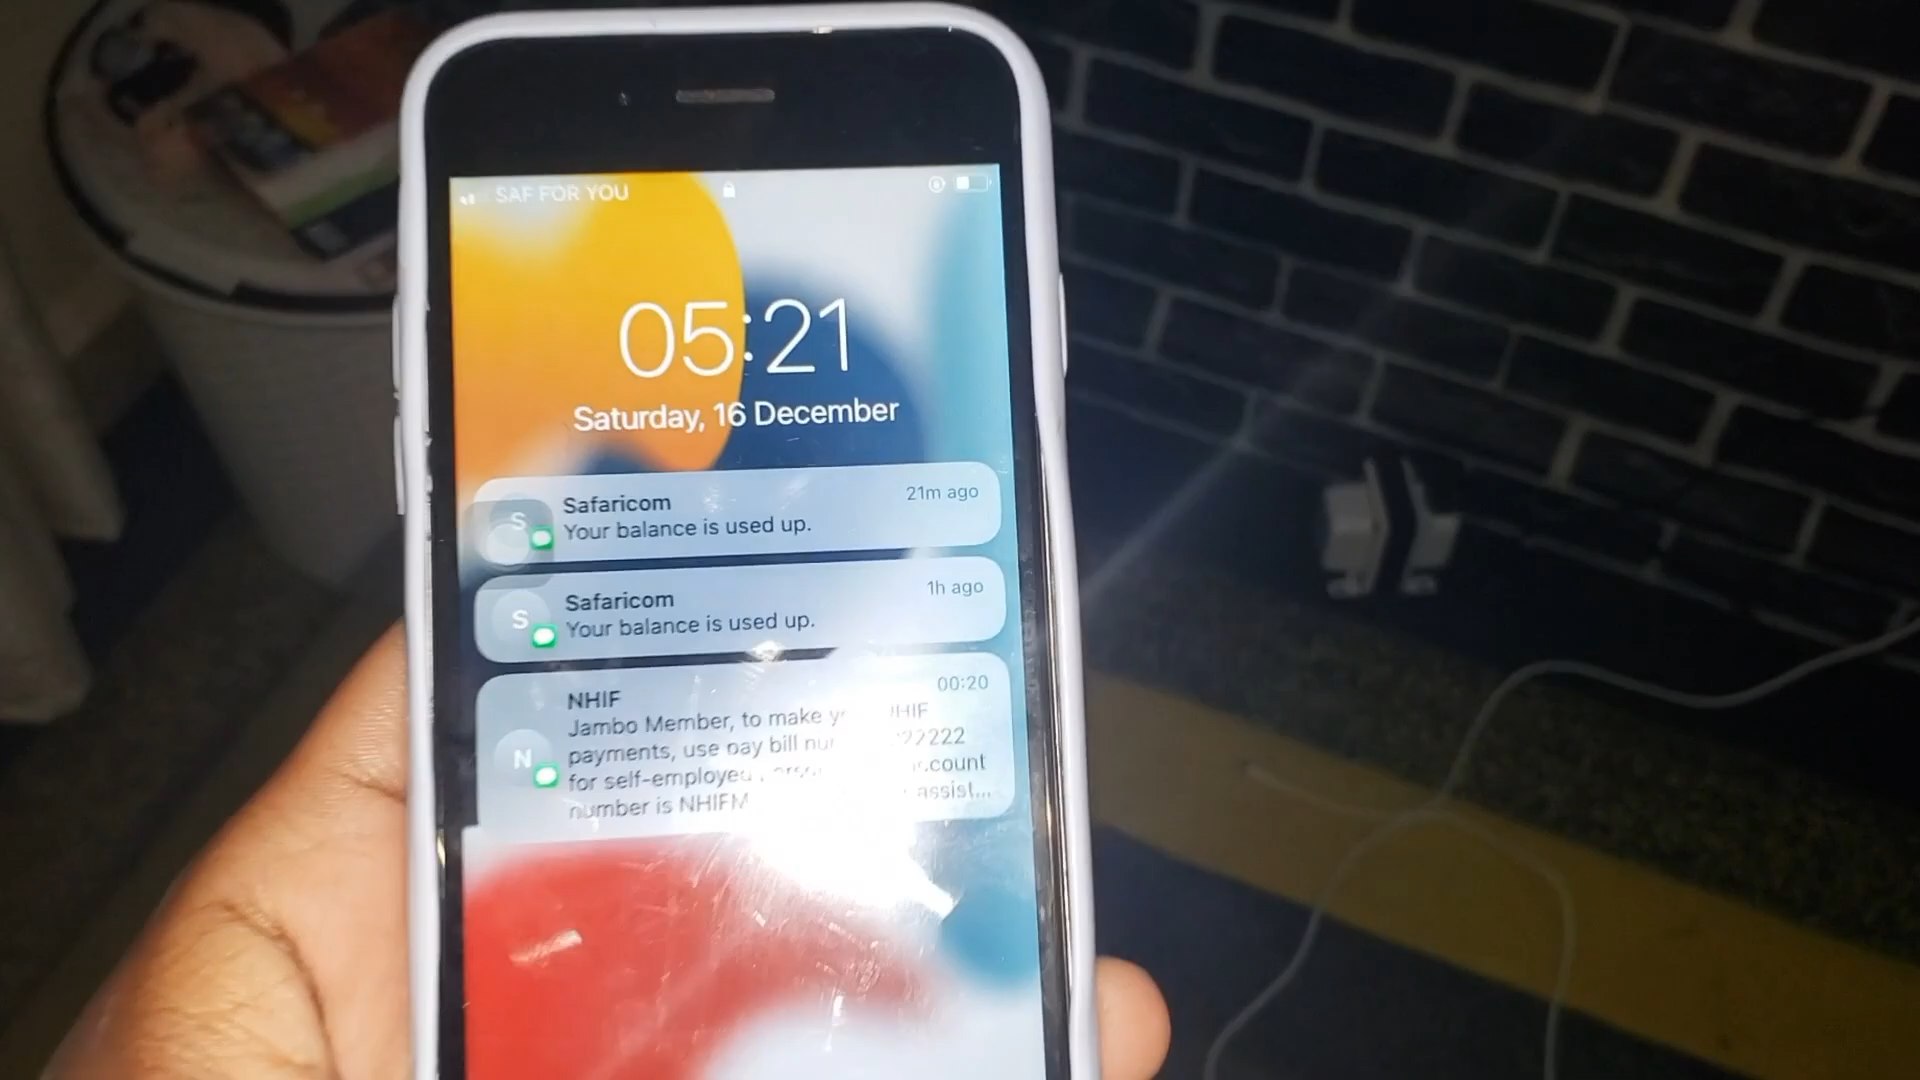 SAF FOR YOU
05:21
Saturday, 16 December
Safaricom
21m ago
Your balance is used up.
S
Safaricom
1h ago
Your balance is used up.
S
NHIF
00:20
Jambo Member, to make
payments, use pay bill
for self-employed account
number is assist...
N